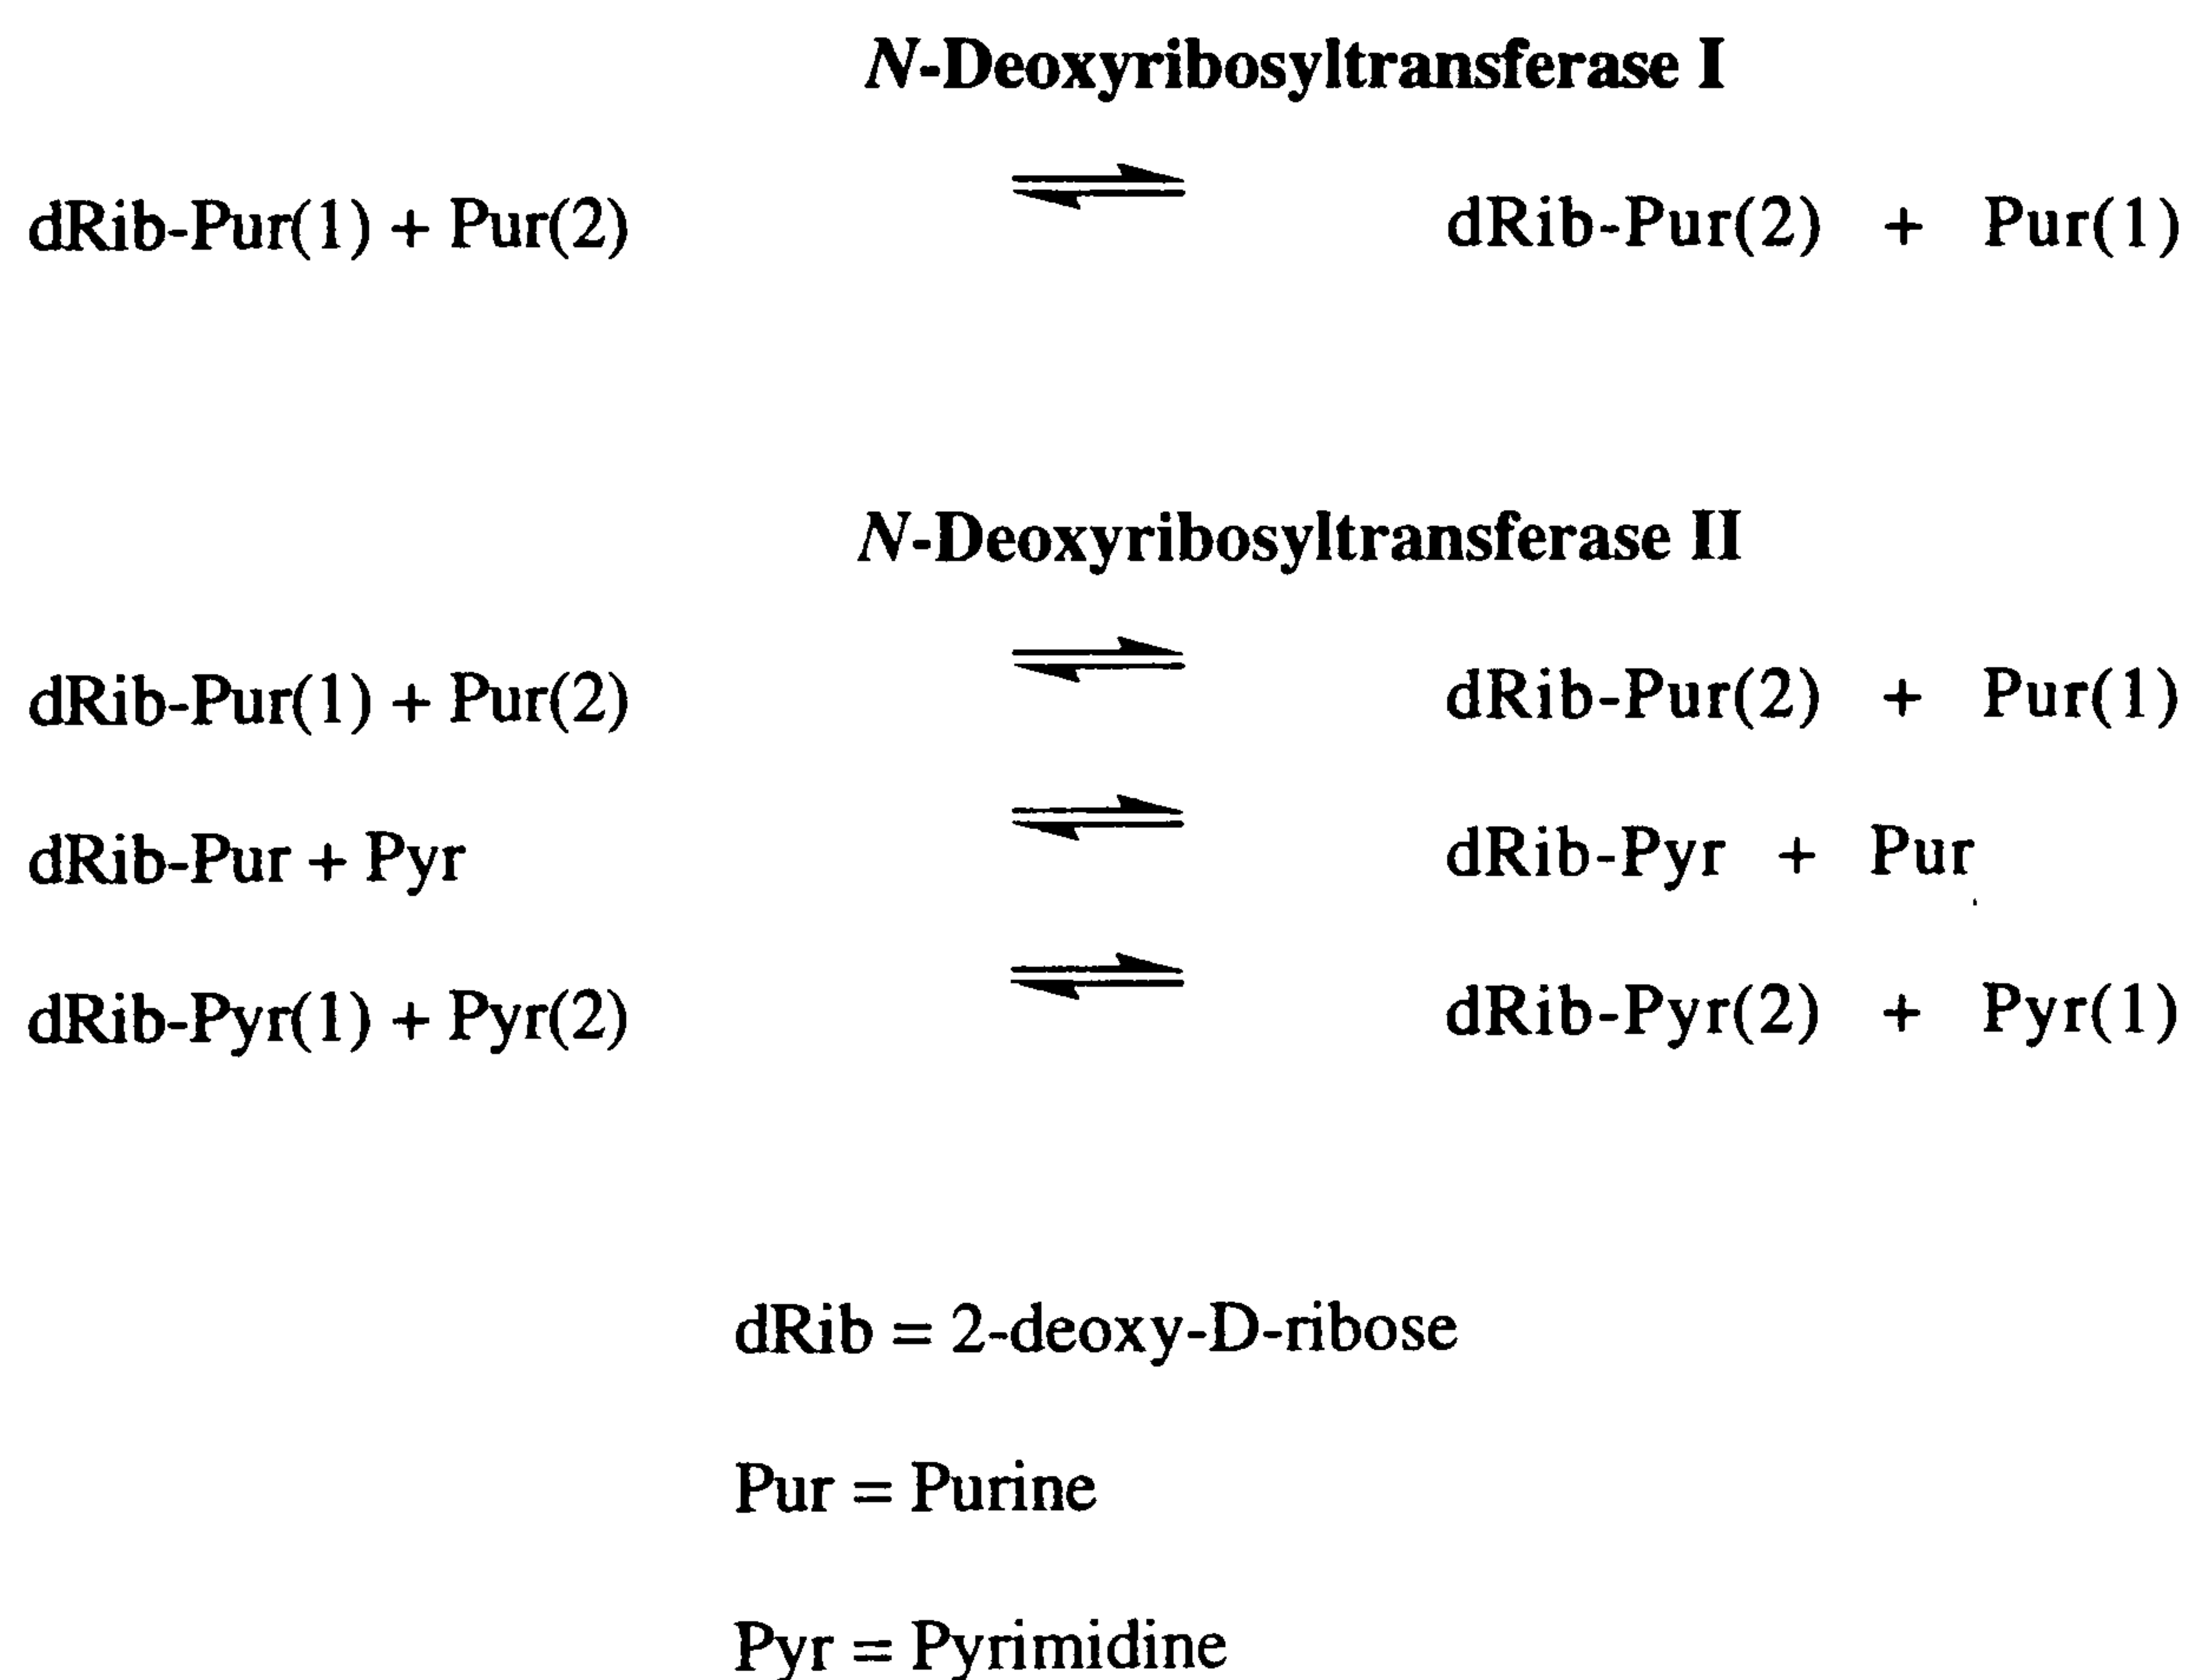 N-Deoxyribosyltransferase I
dRib-Pur(1) + Pur(2) ⇌ dRib-Pur(2) + Pur(1)
N-Deoxyribosyltransferase II
dRib-Pur(1) + Pur(2) ⇌ dRib-Pur(2) + Pur(1)
dRib-Pur + Pyr ⇌ dRib-Pyr + Pur
dRib-Pyr(1) + Pyr(2) ⇌ dRib-Pyr(2) + Pyr(1)
dRib = 2-deoxy-D-ribose
Pur = Purine
Pyr = Pyrimidine